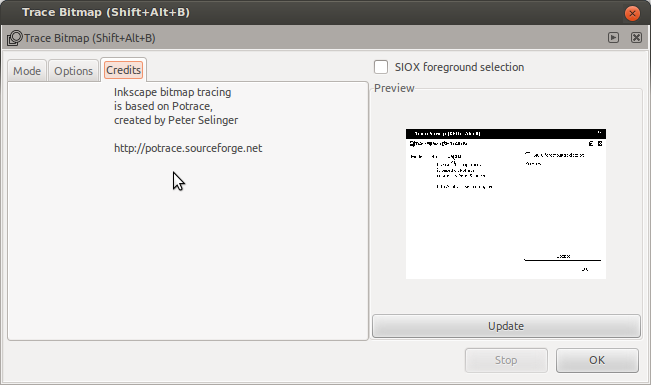 Trace Bitmap (Shift+Alt+B)
Trace Bitmap (Shift+Alt+B)
Mode Options Credits
Inkscape bitmap tracing
is based on Potrace,
created by Peter Selinger
http://potrace.sourceforge.net
SIOX foreground selection
Preview
Update
Stop OK